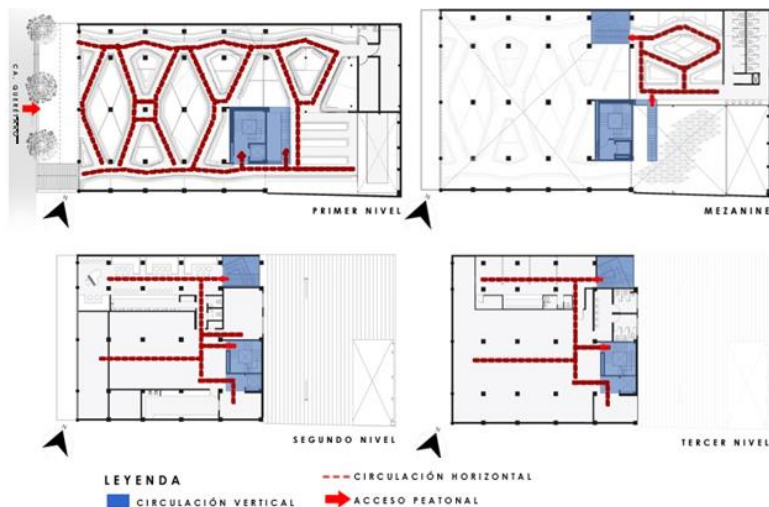 PRIMER NIVEL
MEZANINE
SEGUNDO NIVEL
TERCER NIVEL
LEYENDA
CIRCULACIÓN HORIZONTAL
CIRCULACIÓN VERTICAL
ACCESO PEATONAL